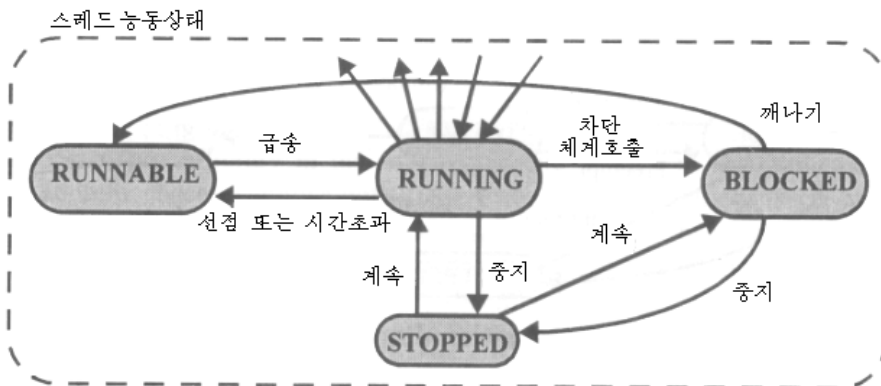 스레드 능동상태
깨나기
급송
차단
체계호출
RUNNABLE
RUNNING
BLOCKED
선점 또는 시간초과
계속
중지
계속
중지
STOPPED